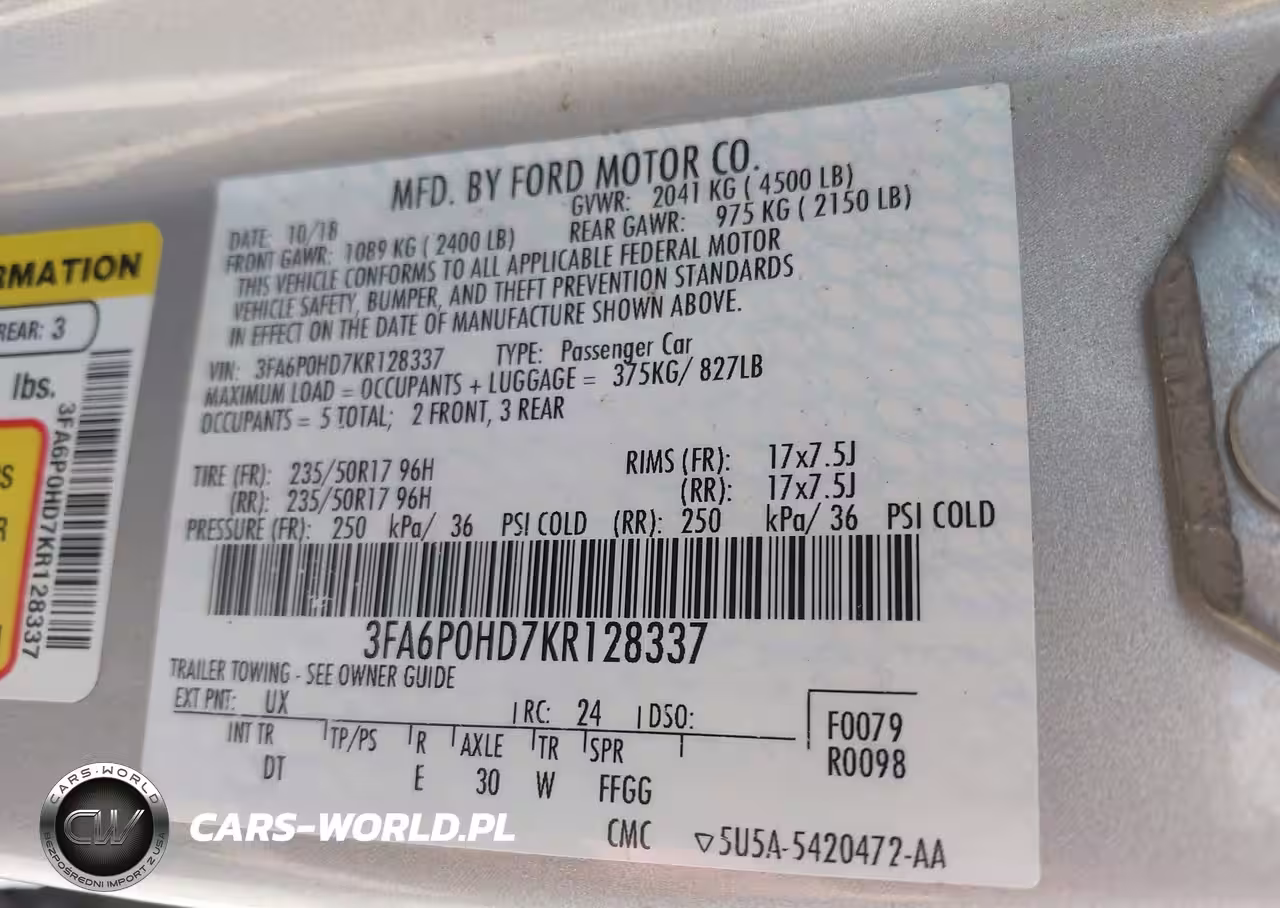 MFD. BY FORD MOTOR CO.
DATE: 10/18 GVWR: 2041 KG ( 4500 LB)
FRONT GAWR: 1089 KG ( 2400 LB) REAR GAWR: 975 KG ( 2150 LB)
THIS VEHICLE CONFORMS TO ALL APPLICABLE FEDERAL MOTOR
VEHICLE SAFETY, BUMPER, AND THEFT PREVENTION STANDARDS
IN EFFECT ON THE DATE OF MANUFACTURE SHOWN ABOVE.
VIN: 3FA6P0HD7KR128337 TYPE: Passenger Car
MAXIMUM LOAD = OCCUPANTS + LUGGAGE = 375KG/ 827LB
OCCUPANTS = 5 TOTAL; 2 FRONT, 3 REAR
TIRE (FR): 235/50R17 96H RIMS (FR): 17x7.5J
(RR): 235/50R17 96H (RR): 17x7.5J
PRESSURE (FR): 250 kPa/ 36 PSI COLD (RR): 250 kPa/ 36 PSI COLD
3FA6P0HD7KR128337
TRAILER TOWING - SEE OWNER GUIDE
EXT PNT: UX RC: 24 DSO:
INT TR TP/PS R AXLE TR SPR
DT E 30 W FFGG
F0079
R0098
CMC ▽5U5A-5420472-AA
RMATION
REAR: 3
lbs.
3FA6P0HD7KR128337
CARS-WORLD
CW
BEZPOŚREDNI IMPORT Z USA
CARS-WORLD.PL